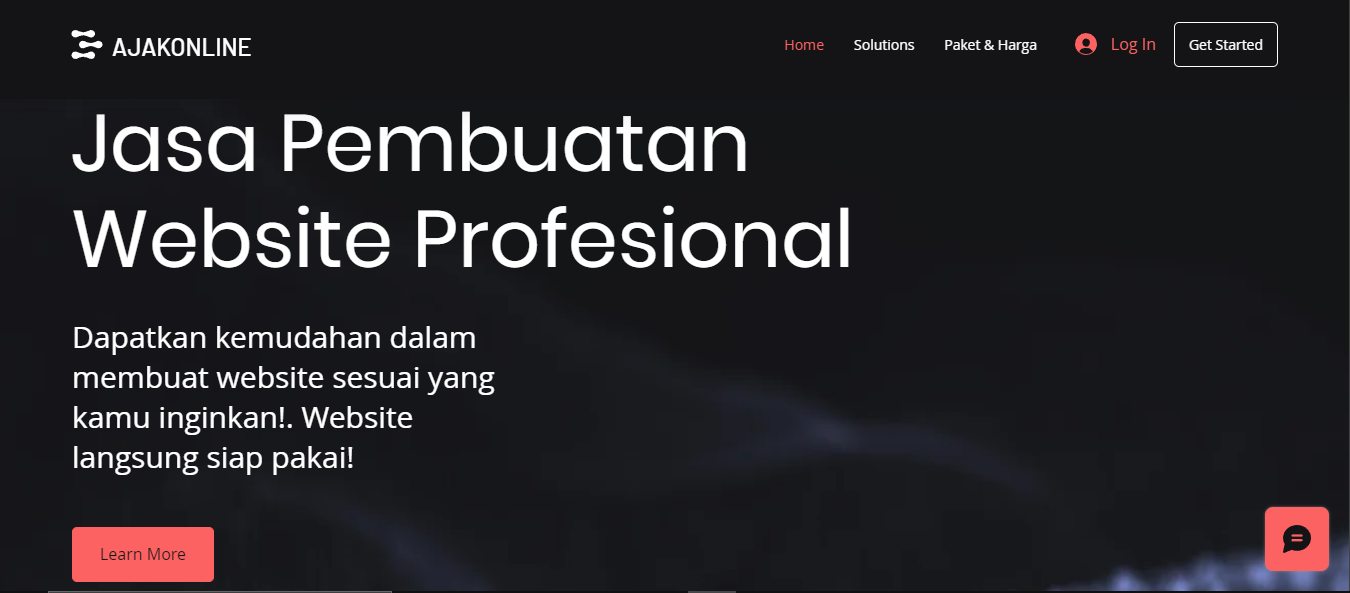 AJAKONLINE
Home
Solutions
Paket & Harga
Log In
Get Started
Jasa Pembuatan
Website Profesional
Dapatkan kemudahan dalam
membuat website sesuai yang
kamu inginkan!. Website
langsung siap pakai!
Learn More